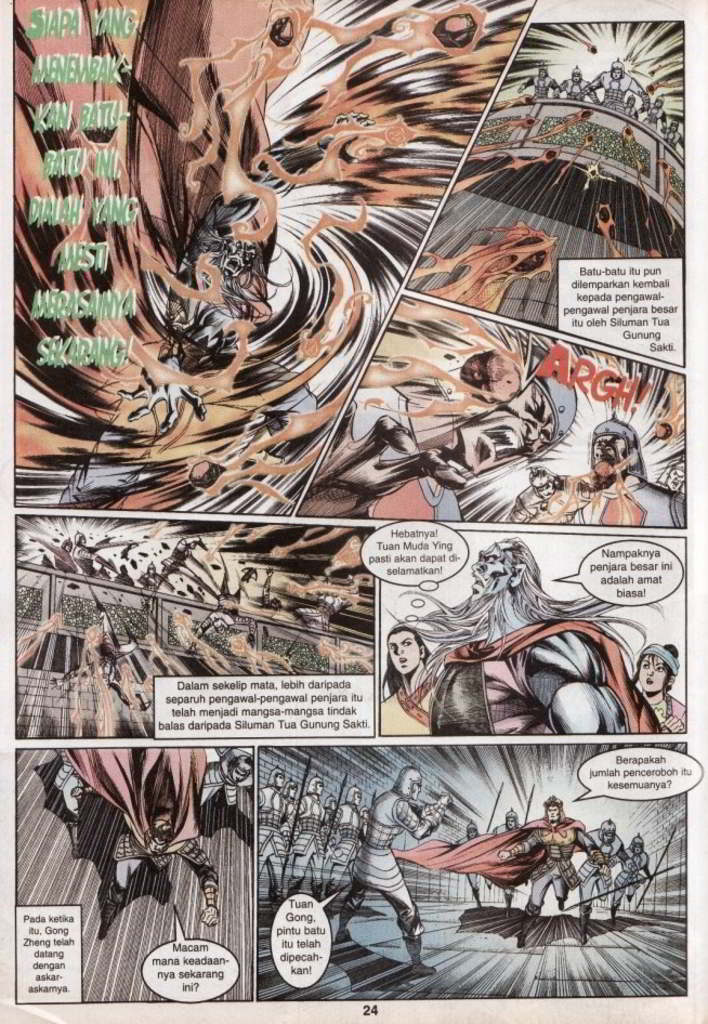 SIAPA YANG
MENEMBAK-
KAN BATU-
BATU INI,
DIALAH YANG
MESTI
MERASAINYA
SEKARANG!
Batu-batu itu pun
dilemparkan kembali
kepada pengawal-
pengawal penjara besar
itu oleh Siluman Tua
Gunung
Sakti.
ARGH!
Dalam sekelip mata, lebih daripada
separuh pengawal-pengawal penjara itu
telah menjadi mangsa-mangsa tindak
balas daripada Siluman Tua Gunung Sakti.
Hebatnya!
Tuan Muda Ying
pasti akan dapat di-
selamatkan!
Nampaknya
penjara besar ini
adalah amat
biasa!
Pada ketika
itu, Gong
Zheng telah
datang
dengan
askar-
askarnya.
Macam
mana keadaan-
nya sekarang
ini?
Tuan
Gong,
pintu batu
itu telah
dipecah-
kan!
Berapakah
jumlah penceroboh itu
kesemuanya?
24